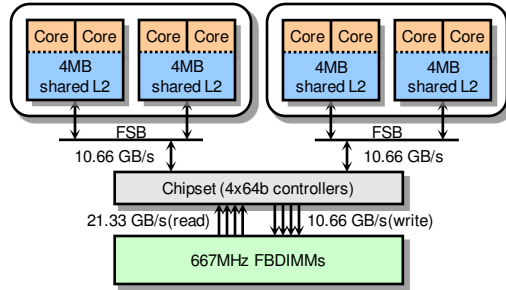 Core Core Core Core Core Core Core Core
4MB shared L2 4MB shared L2 4MB shared L2 4MB shared L2
FSB FSB
10.66 GB/s 10.66 GB/s
Chipset (4x64b controllers)
21.33 GB/s(read) 10.66 GB/s(write)
667MHz FBDIMMs